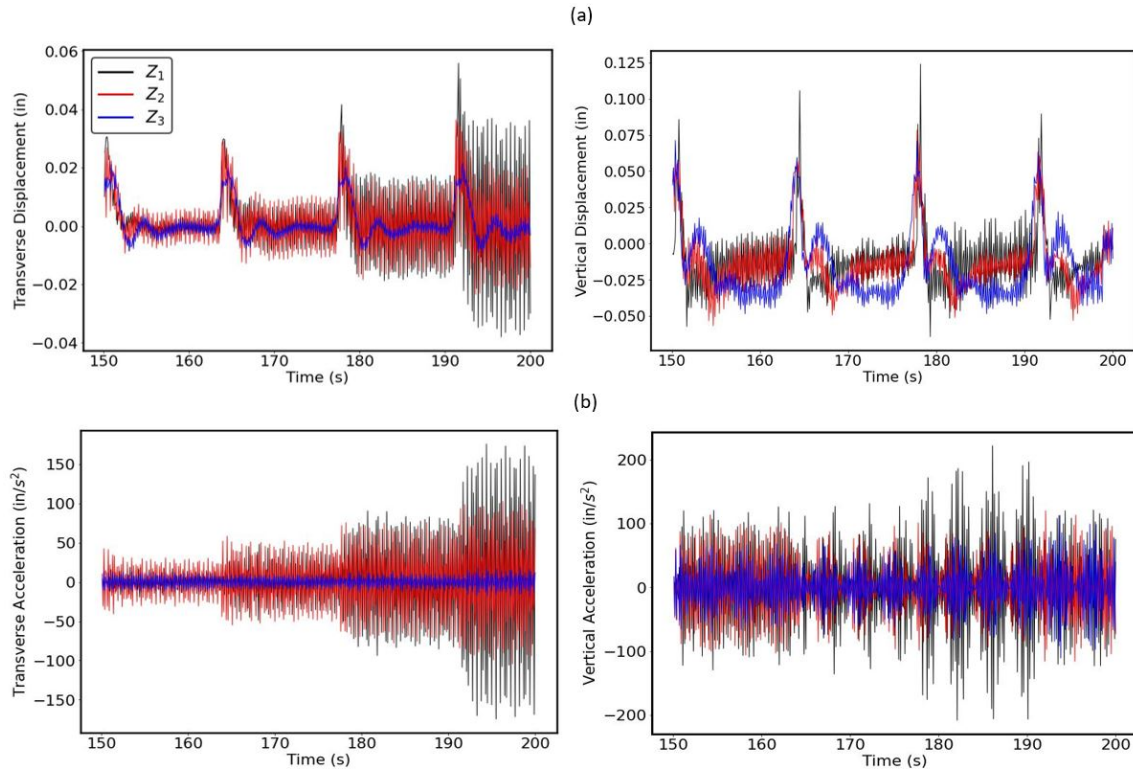 (a)
Transverse Displacement (in)
0.06
0.04
0.02
0.00
−0.02
−0.04
Z₁
Z₂
Z₃
150 160 170 180 190 200
Time (s)
Vertical Displacement (in)
0.125
0.100
0.075
0.050
0.025
0.000
−0.025
−0.050
150 160 170 180 190 200
Time (s)
(b)
Transverse Acceleration (in/s²)
150
100
50
0
−50
−100
−150
150 160 170 180 190 200
Time (s)
Vertical Acceleration (in/s²)
200
100
0
−100
−200
150 160 170 180 190 200
Time (s)